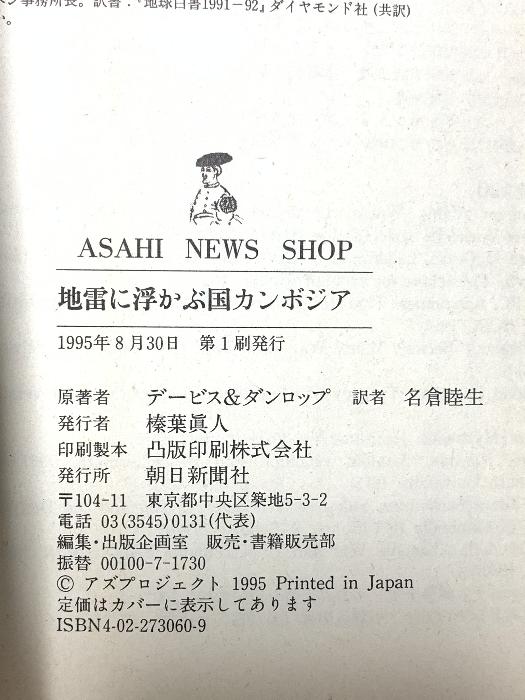 事務所長。訳書:『地球白書1991-92』ダイヤモンド社(共訳)
。
ASAHI NEWS SHOP
地雷に浮かぶ国カンボジア
1995年8月30日 第1刷発行
原著者 デービス&ダンロップ 訳者 名倉睦生
発行者 榛葉眞人
印刷製本 凸版印刷株式会社
発行所 朝日新聞社
〒104-11 東京都中央区築地5-3-2
電話 03(3545)0131(代表)
編集・出版企画室 販売・書籍販売部
振替 00100-7-1730
© アズプロジェクト 1995 Printed in Japan
定価はカバーに表示してあります
ISBN4-02-273060-9